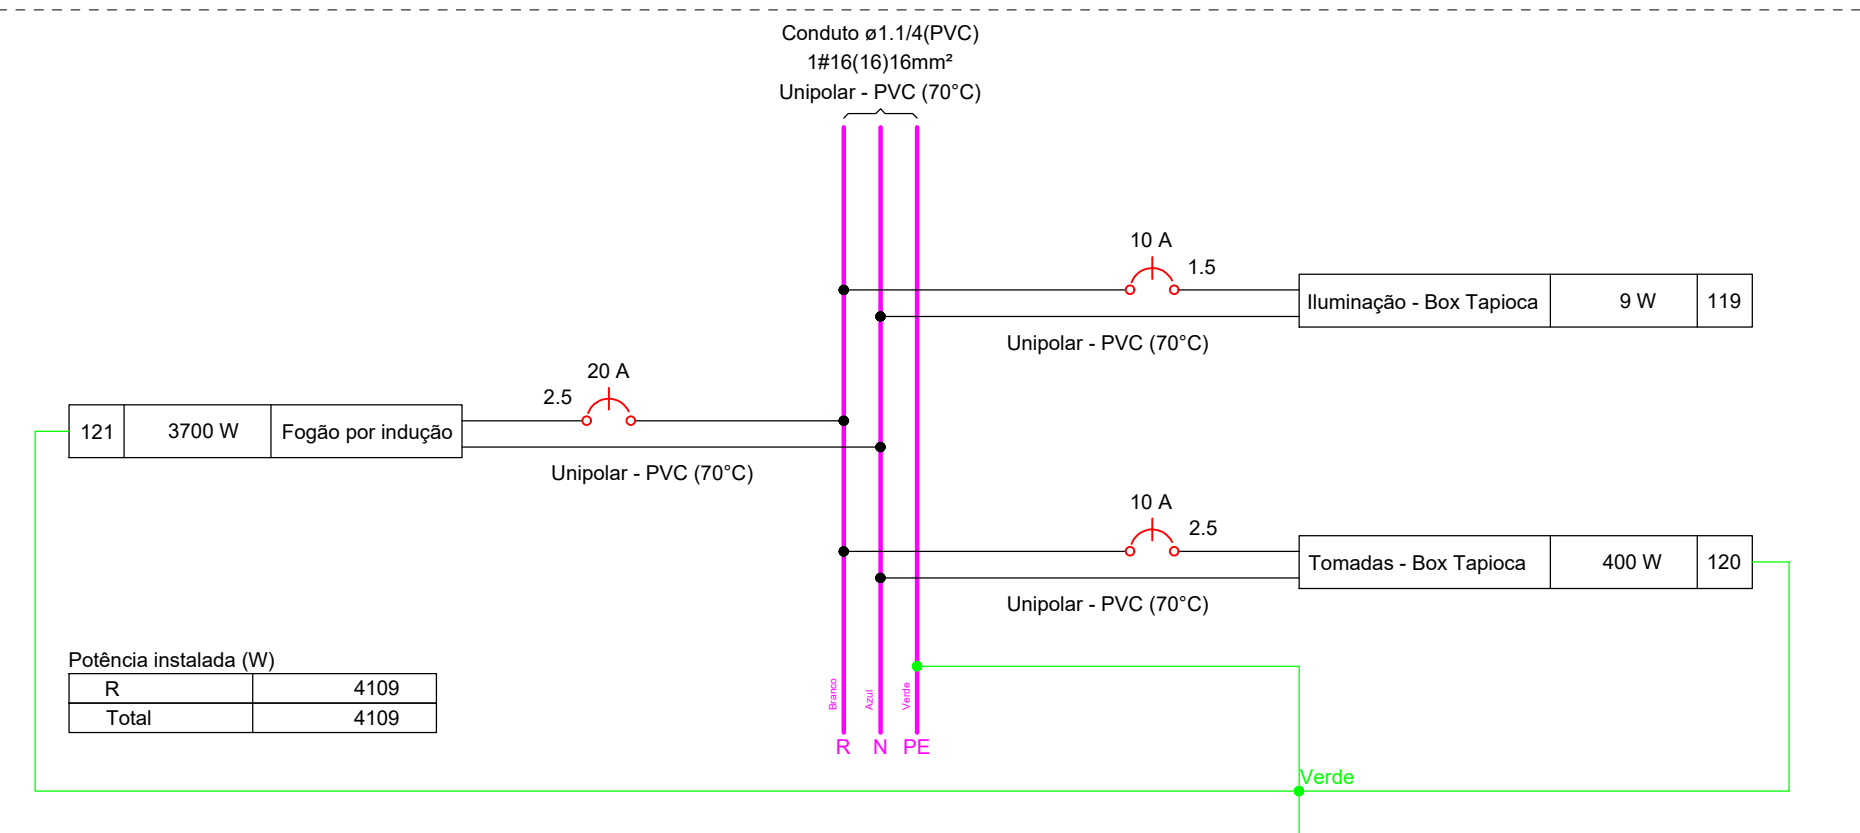 Conduto ø1.1/4(PVC)
1#16(16)16mm²
Unipolar - PVC (70°C)
10 A
1.5
Iluminação - Box Tapioca
9 W
119
Unipolar - PVC (70°C)
20 A
2.5
121
3700 W
Fogão por indução
Unipolar - PVC (70°C)
10 A
2.5
Tomadas - Box Tapioca
400 W
120
Unipolar - PVC (70°C)
Potência instalada (W)
R 4109
Total 4109
Branco
Azul
Verde
R N PE
Verde